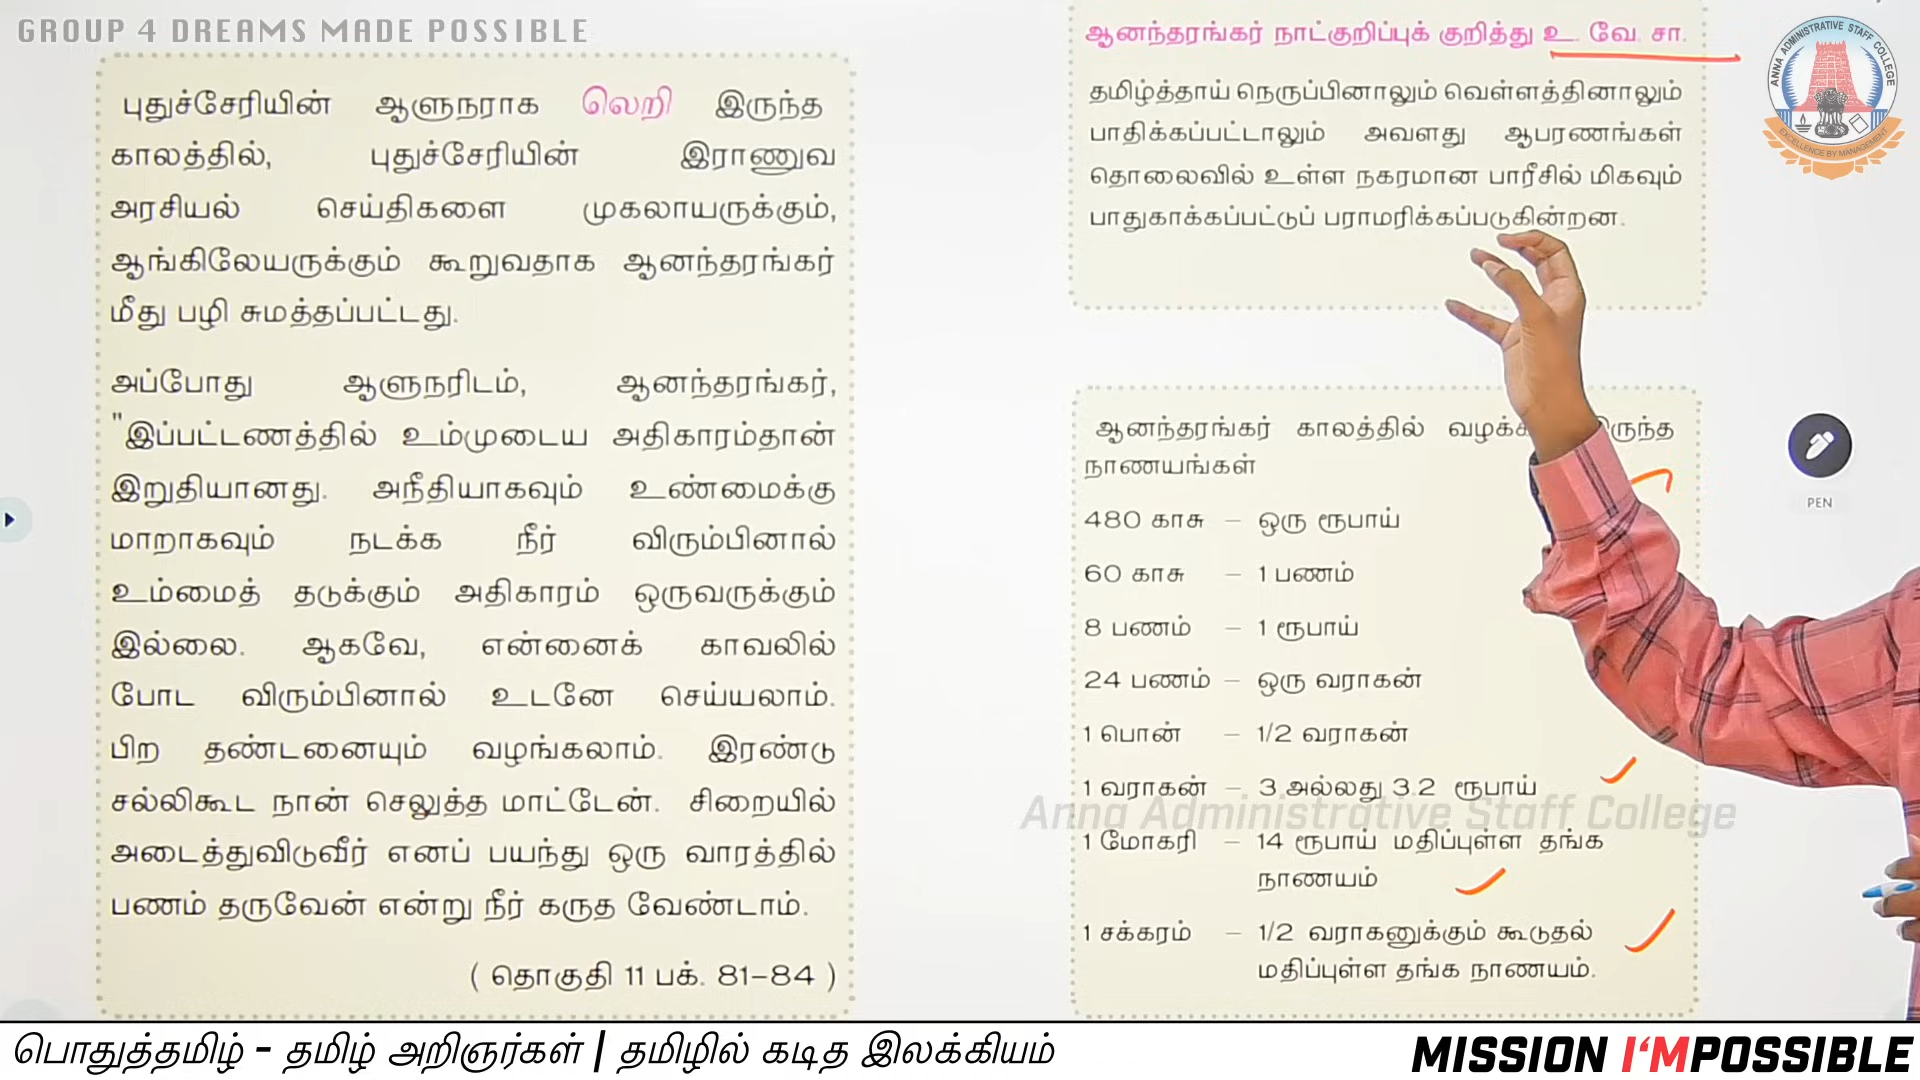 GROUP 4 DREAMS MADE POSSIBLE
புதுச்சேரியின் ஆளுநராக லெறி இருந்த
காலத்தில், புதுச்சேரியின் இராணுவ
அரசியல் செய்திகளை முகலாயருக்கும்,
ஆங்கிலேயருக்கும் கூறுவதாக ஆனந்தரங்கர்
மீது பழி சுமத்தப்பட்டது.
அப்போது ஆளுநரிடம், ஆனந்தரங்கர்,
"இப்பட்டணத்தில் உம்முடைய அதிகாரம்தான்
இறுதியானது. அநீதியாகவும் உண்மைக்கு
மாறாகவும் நடக்க நீர் விரும்பினால்
உம்மைத் தடுக்கும் அதிகாரம் ஒருவருக்கும்
இல்லை. ஆகவே, என்னைக் காவலில்
போட விரும்பினால் உடனே செய்யலாம்.
பிற தண்டனையும் வழங்கலாம். இரண்டு
சல்லிகூட நான் செலுத்த மாட்டேன். சிறையில்
அடைத்துவிடுவீர் எனப் பயந்து ஒரு வாரத்தில்
பணம் தருவேன் என்று நீர் கருத வேண்டாம்.
( தொகுதி 11 பக். 81-84 )
ஆனந்தரங்கர் நாட்குறிப்புக் குறித்து உ. வே. சா.
தமிழ்த்தாய் நெருப்பினாலும் வெள்ளத்தினாலும்
பாதிக்கப்பட்டாலும் அவளது ஆபரணங்கள்
தொலைவில் உள்ள நகரமான பாரீசில் மிகவும்
பாதுகாக்கப்பட்டுப் பராமரிக்கப்படுகின்றன.
ஆனந்தரங்கர் காலத்தில்
நாணயங்கள்
480 காசு – ஒரு ரூபாய்
60 காசு – 1 பணம்
8 பணம் – 1 ரூபாய்
24 பணம் – ஒரு வராகன்
1 பொன் – 1/2 வராகன்
1 வராகன் – 3 அல்லது 3.2 ரூபாய்
1 மோகரி – 14 ரூபாய் மதிப்புள்ள தங்க
நாணயம்
1 சக்கரம் – 1/2 வராகனுக்கும் கூடுதல்
மதிப்புள்ள தங்க நாணயம்.
Anna Administrative Staff College
ANNA ADMINISTRATIVE STAFF COLLEGE
EXCELLENCE BY MANAGEMENT
PEN
பொதுத்தமிழ் - தமிழ் அறிஞர்கள் | தமிழில் கடித இலக்கியம்
MISSION I'MPOSSIBLE